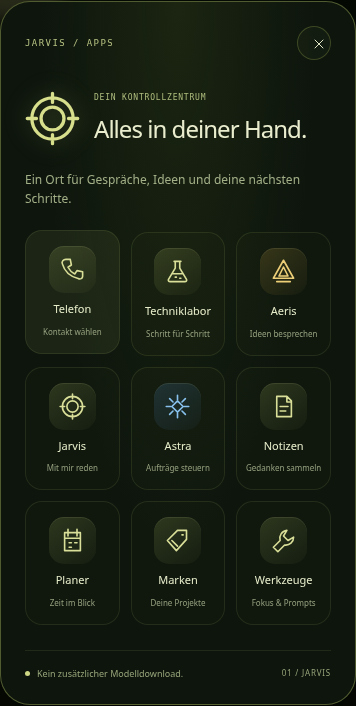 JARVIS / APPS
DEIN KONTROLLZENTRUM
Alles in deiner Hand.
Ein Ort für Gespräche, Ideen und deine nächsten
Schritte.
Telefon
Kontakt wählen
Techniklabor
Schritt für Schritt
Aeris
Ideen besprechen
Jarvis
Mit mir reden
Astra
Aufträge steuern
Notizen
Gedanken sammeln
Planer
Zeit im Blick
Marken
Deine Projekte
Werkzeuge
Fokus & Prompts
Kein zusätzlicher Modelldownload.
01 / JARVIS